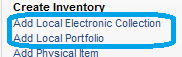 Create Inventory
Add Local Electronic Collection
Add Local Portfolio
Add Physical Item